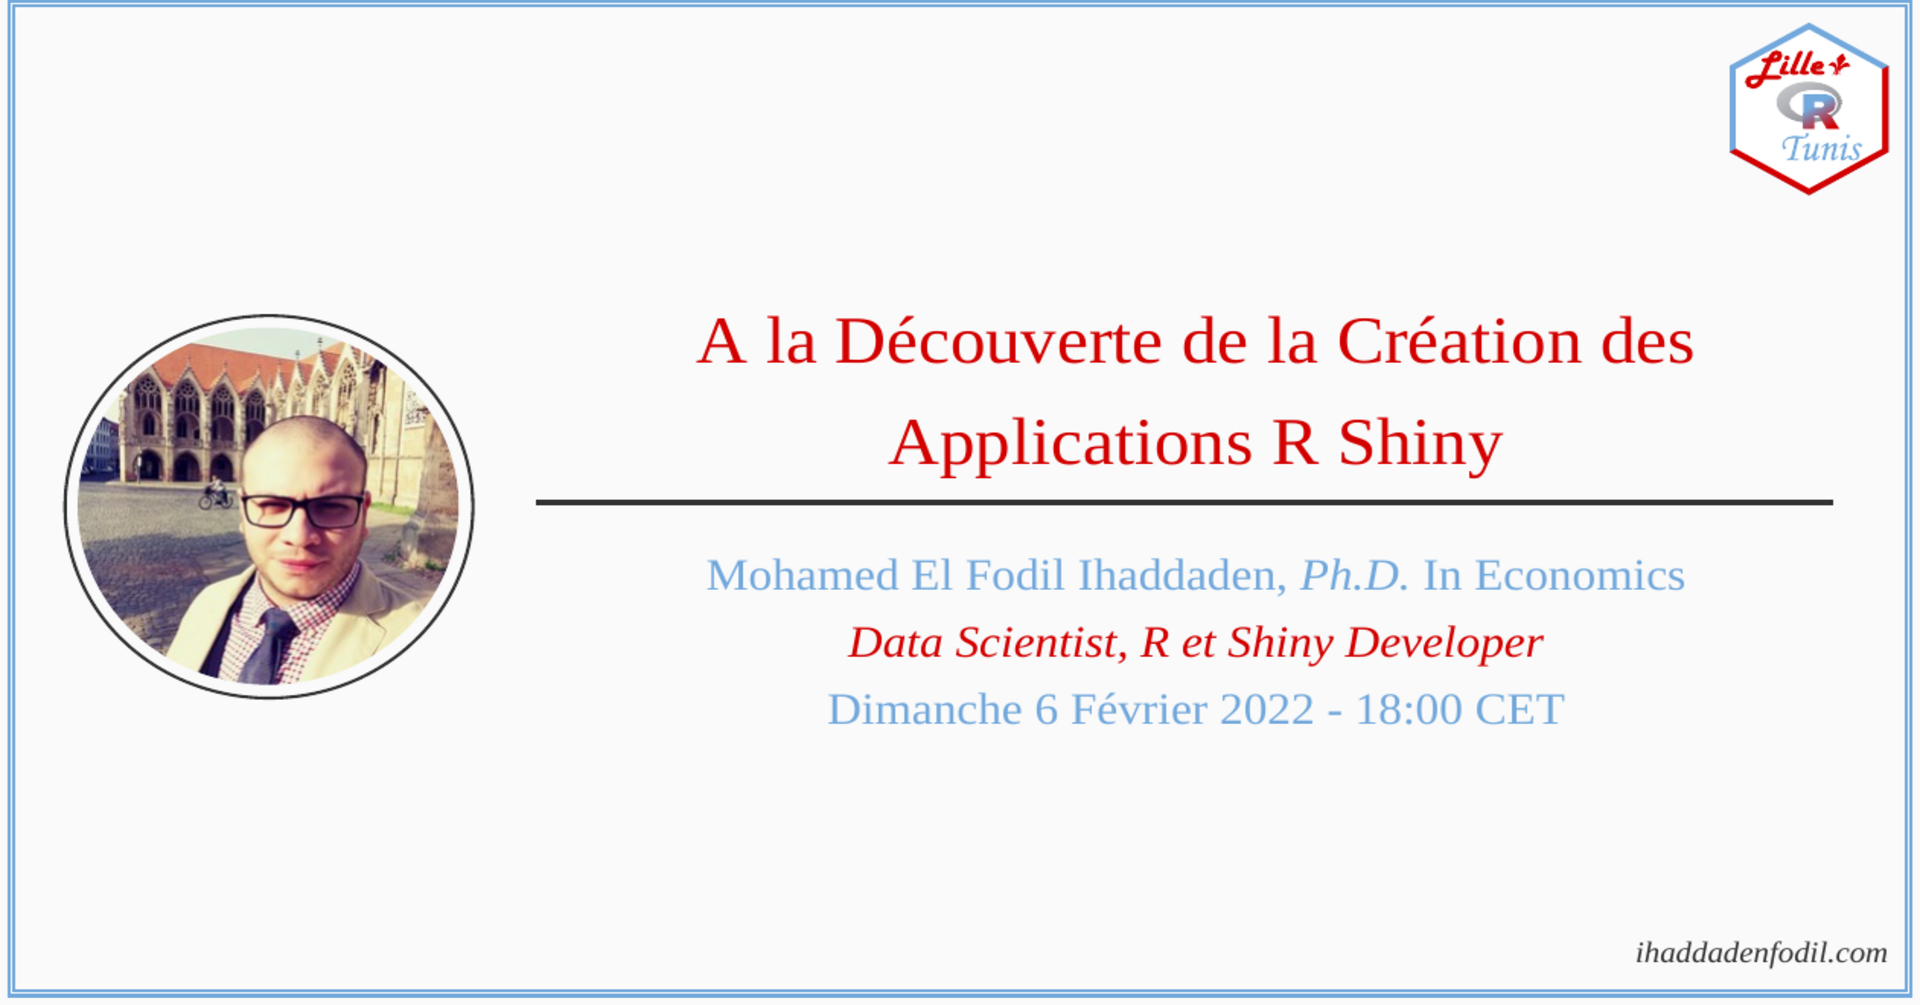 Lille
R
Tunis
A la Découverte de la Création des
Applications R Shiny
Mohamed El Fodil Ihaddaden, Ph.D. In Economics
Data Scientist, R et Shiny Developer
Dimanche 6 Février 2022 - 18:00 CET
ihaddadenfodil.com